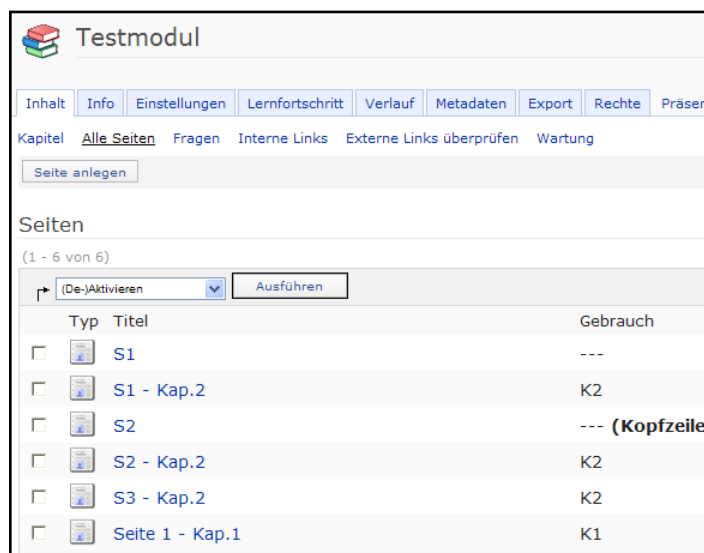 Testmodul
Inhalt Info Einstellungen Lernfortschritt Verlauf Metadaten Export Rechte
Kapitel Alle Seiten Fragen Interne Links Externe Links überprüfen Wartung
Seite anlegen
Seiten
(1 - 6 von 6)
(De-)Aktivieren Ausführen
Typ Titel Gebrauch
S1 ---
S1 - Kap.2 K2
S2 --- (Kopfzeile
S2 - Kap.2 K2
S3 - Kap.2 K2
Seite 1 - Kap.1 K1